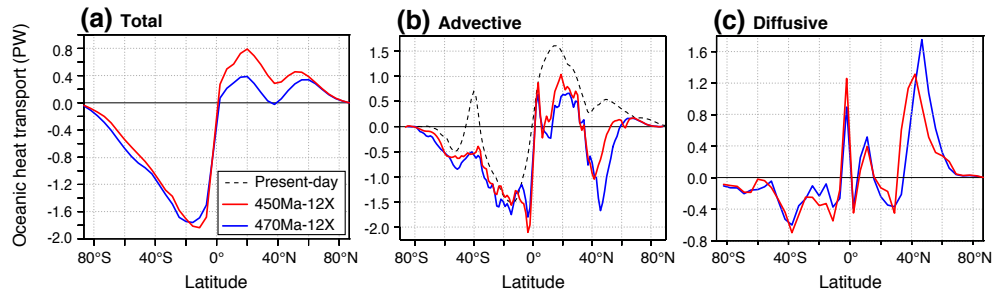 (a) Total
(b) Advective
(c) Diffusive
Oceanic heat transport (PW)
0.8
0.4
0.0
-0.4
-0.8
-1.2
-1.6
-2.0
Present-day
450Ma-12X
470Ma-12X
80°S 40°S 0° 40°N 80°N
Latitude
1.5
1.0
0.5
0.0
-0.5
-1.0
-1.5
-2.0
80°S 40°S 0° 40°N 80°N
Latitude
1.6
1.2
0.8
0.4
0.0
-0.4
-0.8
80°S 40°S 0° 40°N 80°N
Latitude